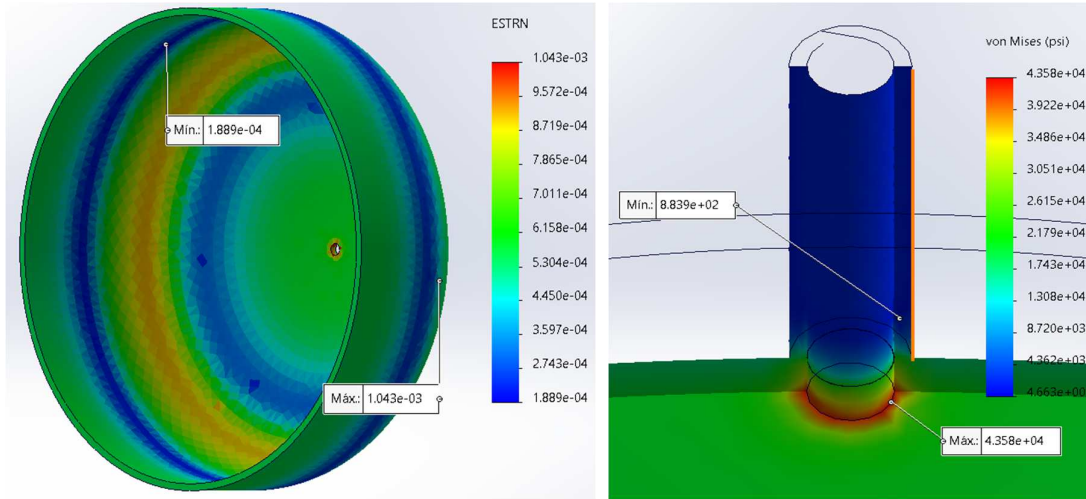 ESTRN
1.043e-03
9.572e-04
8.719e-04
7.865e-04
7.011e-04
6.158e-04
5.304e-04
4.450e-04
3.597e-04
2.743e-04
1.889e-04
Mín.: 1.889e-04
Máx.: 1.043e-03
von Mises (psi)
4.358e+04
3.922e+04
3.486e+04
3.051e+04
2.615e+04
2.179e+04
1.743e+04
1.308e+04
8.720e+03
4.362e+03
4.663e+00
Mín.: 8.839e+02
Máx.: 4.358e+04